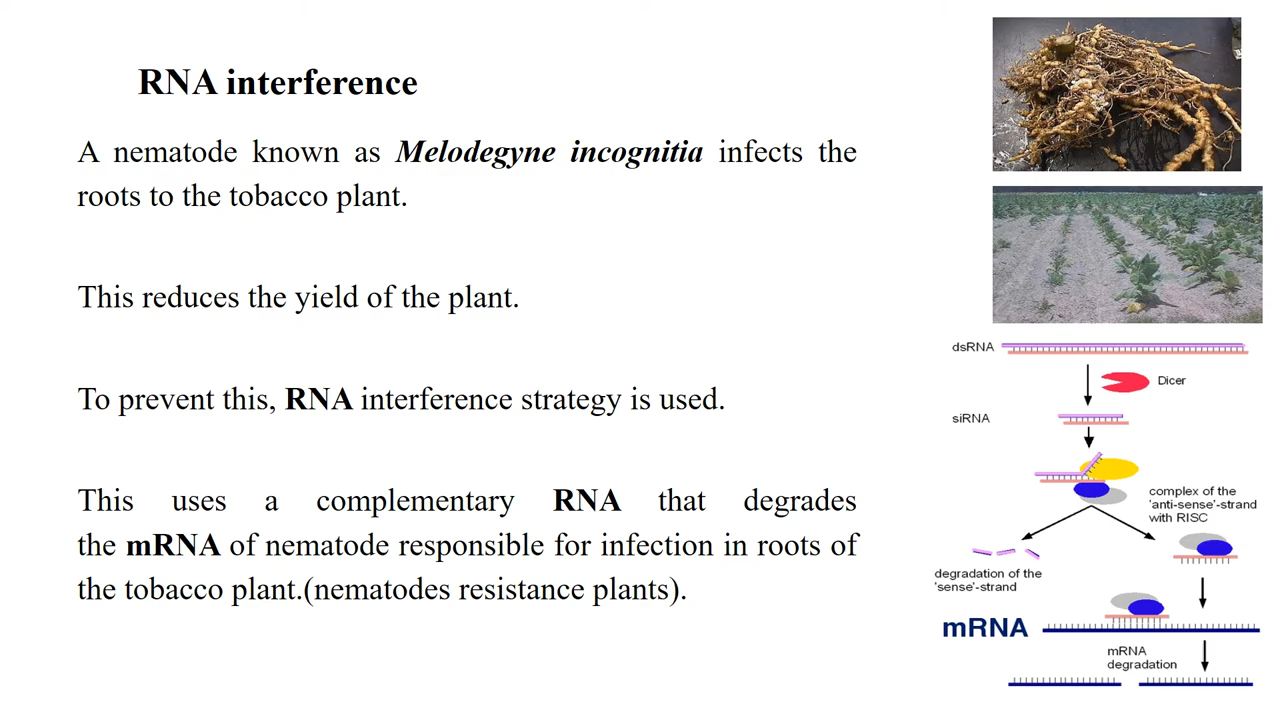 RNA interference
A nematode known as Melodegyne incognitia infects the
roots to the tobacco plant.
This reduces the yield of the plant.
To prevent this, RNA interference strategy is used.
This uses a complementary RNA that degrades
the mRNA of nematode responsible for infection in roots of
the tobacco plant.(nematodes resistance plants).
dsRNA
Dicer
siRNA
complex of the
'anti-sense'-strand
with RISC
degradation of the
'sense'-strand
mRNA
mRNA
degradation